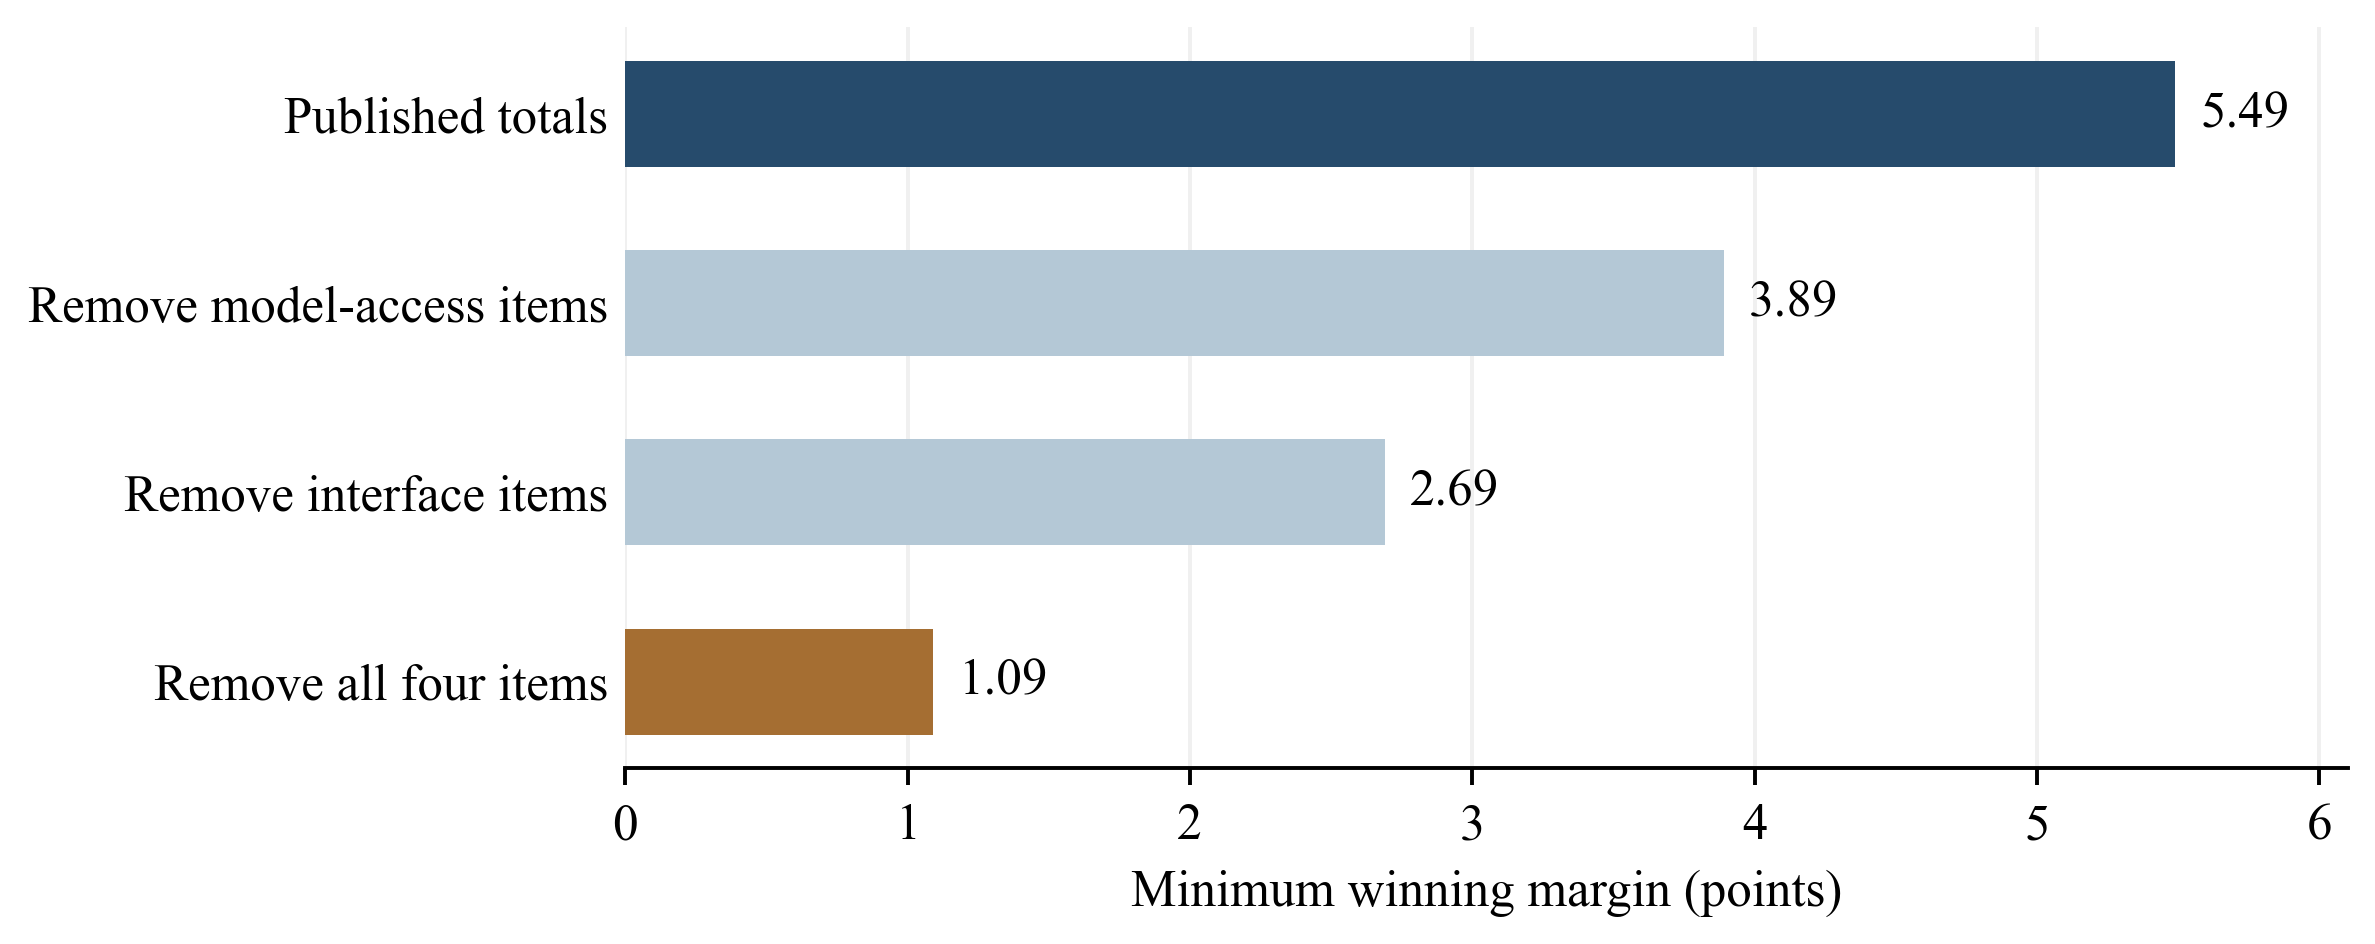 Published totals 5.49
Remove model-access items 3.89
Remove interface items 2.69
Remove all four items 1.09
0 1 2 3 4 5 6
Minimum winning margin (points)